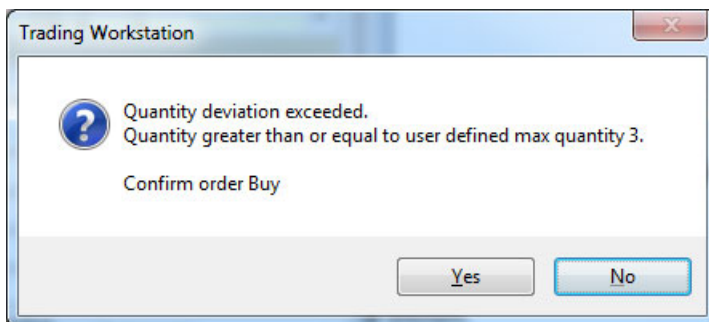 Trading Workstation
Quantity deviation exceeded.
Quantity greater than or equal to user defined max quantity 3.
Confirm order Buy
Yes
No